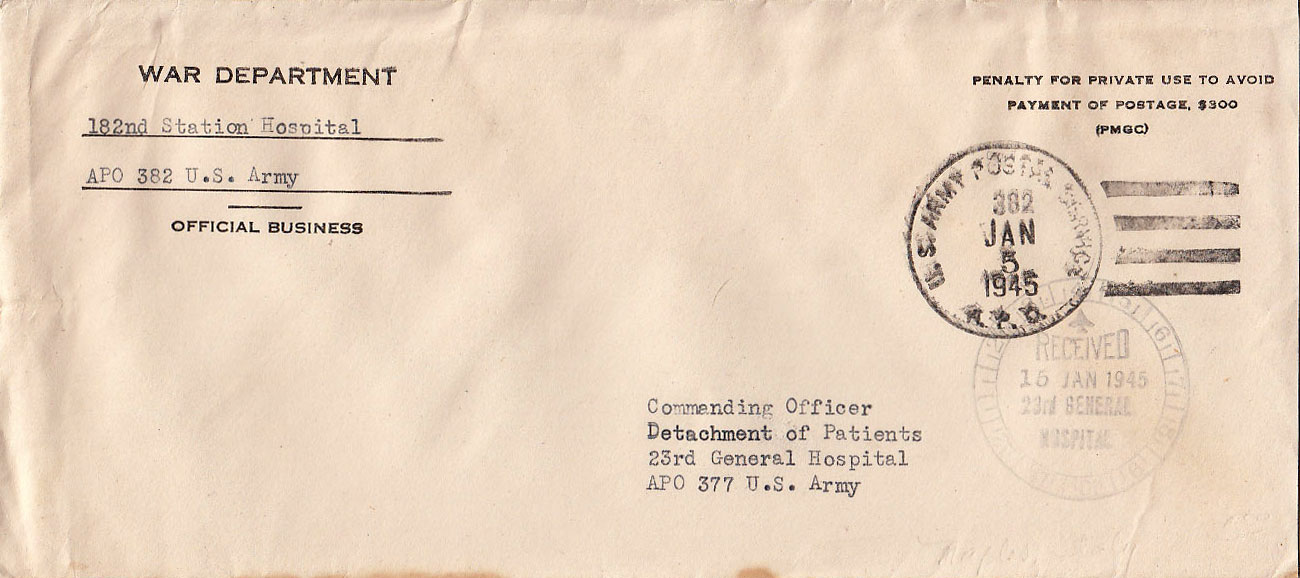 WAR DEPARTMENT
182nd Station Hospital
APO 382 U.S. Army
OFFICIAL BUSINESS
PENALTY FOR PRIVATE USE TO AVOID
PAYMENT OF POSTAGE, $300
(PMGC)
U.S. ARMY POSTAL SERVICE
382
JAN
5
1945
A.P.O.
RECEIVED
15 JAN 1945
23rd GENERAL
HOSPITAL
Commanding Officer
Detachment of Patients
23rd General Hospital
APO 377 U.S. Army